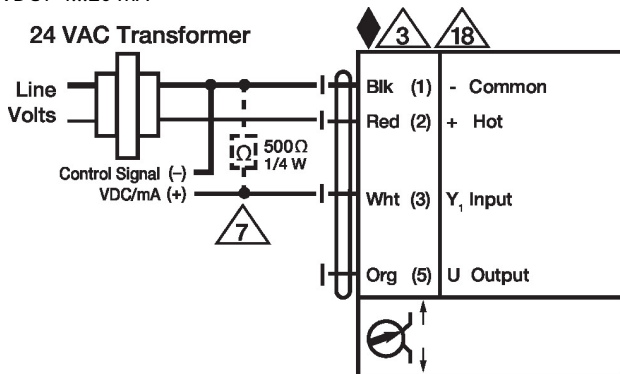 24 VAC Transformer
3
18
Line
Volts
Blk (1) - Common
Red (2) + Hot
Ω
500Ω
1/4 W
Control Signal (–)
VDC/mA (+)
7
Wht (3) Y₁ Input
Org (5) U Output